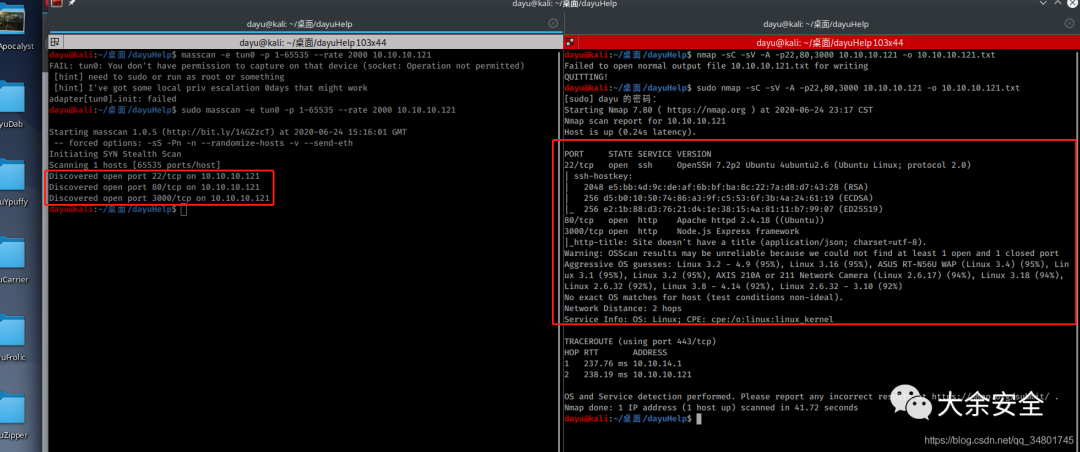 dayu@kali: ~/桌面/dayuHelp
Apocalyst
yuDab
uYpuffy
uCarrier
yuFrolic
uZipper
dayu@kali: ~/桌面/dayuHelp
dayu@kali: ~/桌面/dayuHelp 103x44
dayu@kali:~/桌面/dayuHelp$ masscan -e tun0 -p 1-65535 --rate 2000 10.10.10.121
FAIL: tun0: You don't have permission to capture on that device (socket: Operation not permitted)
[hint] need to sudo or run as root or something
[hint] I've got some local priv escalation 0days that might work
adapter[tun0].init: failed
dayu@kali:~/桌面/dayuHelp$ sudo masscan -e tun0 -p 1-65535 --rate 2000 10.10.10.121
Starting masscan 1.0.5 (http://bit.ly/14GZzcT) at 2020-06-24 15:16:01 GMT
-- forced options: -sS -Pn -n --randomize-hosts -v --send-eth
Initiating SYN Stealth Scan
Scanning 1 hosts [65535 ports/host]
Discovered open port 22/tcp on 10.10.10.121
Discovered open port 80/tcp on 10.10.10.121
Discovered open port 3000/tcp on 10.10.10.121
dayu@kali:~/桌面/dayuHelp$
dayu@kali: ~/桌面/dayuHelp
dayu@kali: ~/桌面/dayuHelp 103x44
dayu@kali:~/桌面/dayuHelp$ nmap -sC -sV -A -p22,80,3000 10.10.10.121 -o 10.10.10.121.txt
Failed to open normal output file 10.10.10.121.txt for writing
QUITTING!
dayu@kali:~/桌面/dayuHelp$ sudo nmap -sC -sV -A -p22,80,3000 10.10.10.121 -o 10.10.10.121.txt
[sudo] dayu 的密码：
Starting Nmap 7.80 ( https://nmap.org ) at 2020-06-24 23:17 CST
Nmap scan report for 10.10.10.121
Host is up (0.24s latency).
PORT STATE SERVICE VERSION
22/tcp open ssh OpenSSH 7.2p2 Ubuntu 4ubuntu2.6 (Ubuntu Linux; protocol 2.0)
| ssh-hostkey:
| 2048 e5:bb:4d:9c:de:af:6b:bf:ba:8c:22:7a:d8:d7:43:28 (RSA)
| 256 d5:b0:10:50:74:86:a3:9f:c5:53:6f:3b:4a:24:61:19 (ECDSA)
|_ 256 e2:1b:88:d3:76:21:d4:1e:38:15:4a:81:11:b7:99:07 (ED25519)
80/tcp open http Apache httpd 2.4.18 ((Ubuntu))
3000/tcp open http Node.js Express framework
|_http-title: Site doesn't have a title (application/json; charset=utf-8).
Warning: OSScan results may be unreliable because we could not find at least 1 open and 1 closed port
Aggressive OS guesses: Linux 3.2 - 4.9 (95%), Linux 3.16 (95%), ASUS RT-N56U WAP (Linux 3.4) (95%), Lin
ux 3.1 (95%), Linux 3.2 (95%), AXIS 210A or 211 Network Camera (Linux 2.6.17) (94%), Linux 3.18 (94%),
Linux 2.6.32 (92%), Linux 3.8 - 4.14 (92%), Linux 2.6.32 - 3.10 (92%)
No exact OS matches for host (test conditions non-ideal).
Network Distance: 2 hops
Service Info: OS: Linux; CPE: cpe:/o:linux:linux_kernel
TRACEROUTE (using port 443/tcp)
HOP RTT ADDRESS
1 237.76 ms 10.10.14.1
2 238.19 ms 10.10.10.121
OS and Service detection performed. Please report any incorrect
Nmap done: 1 IP address (1 host up) scanned in 41.72 seconds
dayu@kali:~/桌面/dayuHelp$
大余安全
https://blog.csdn.net/qq_34801745